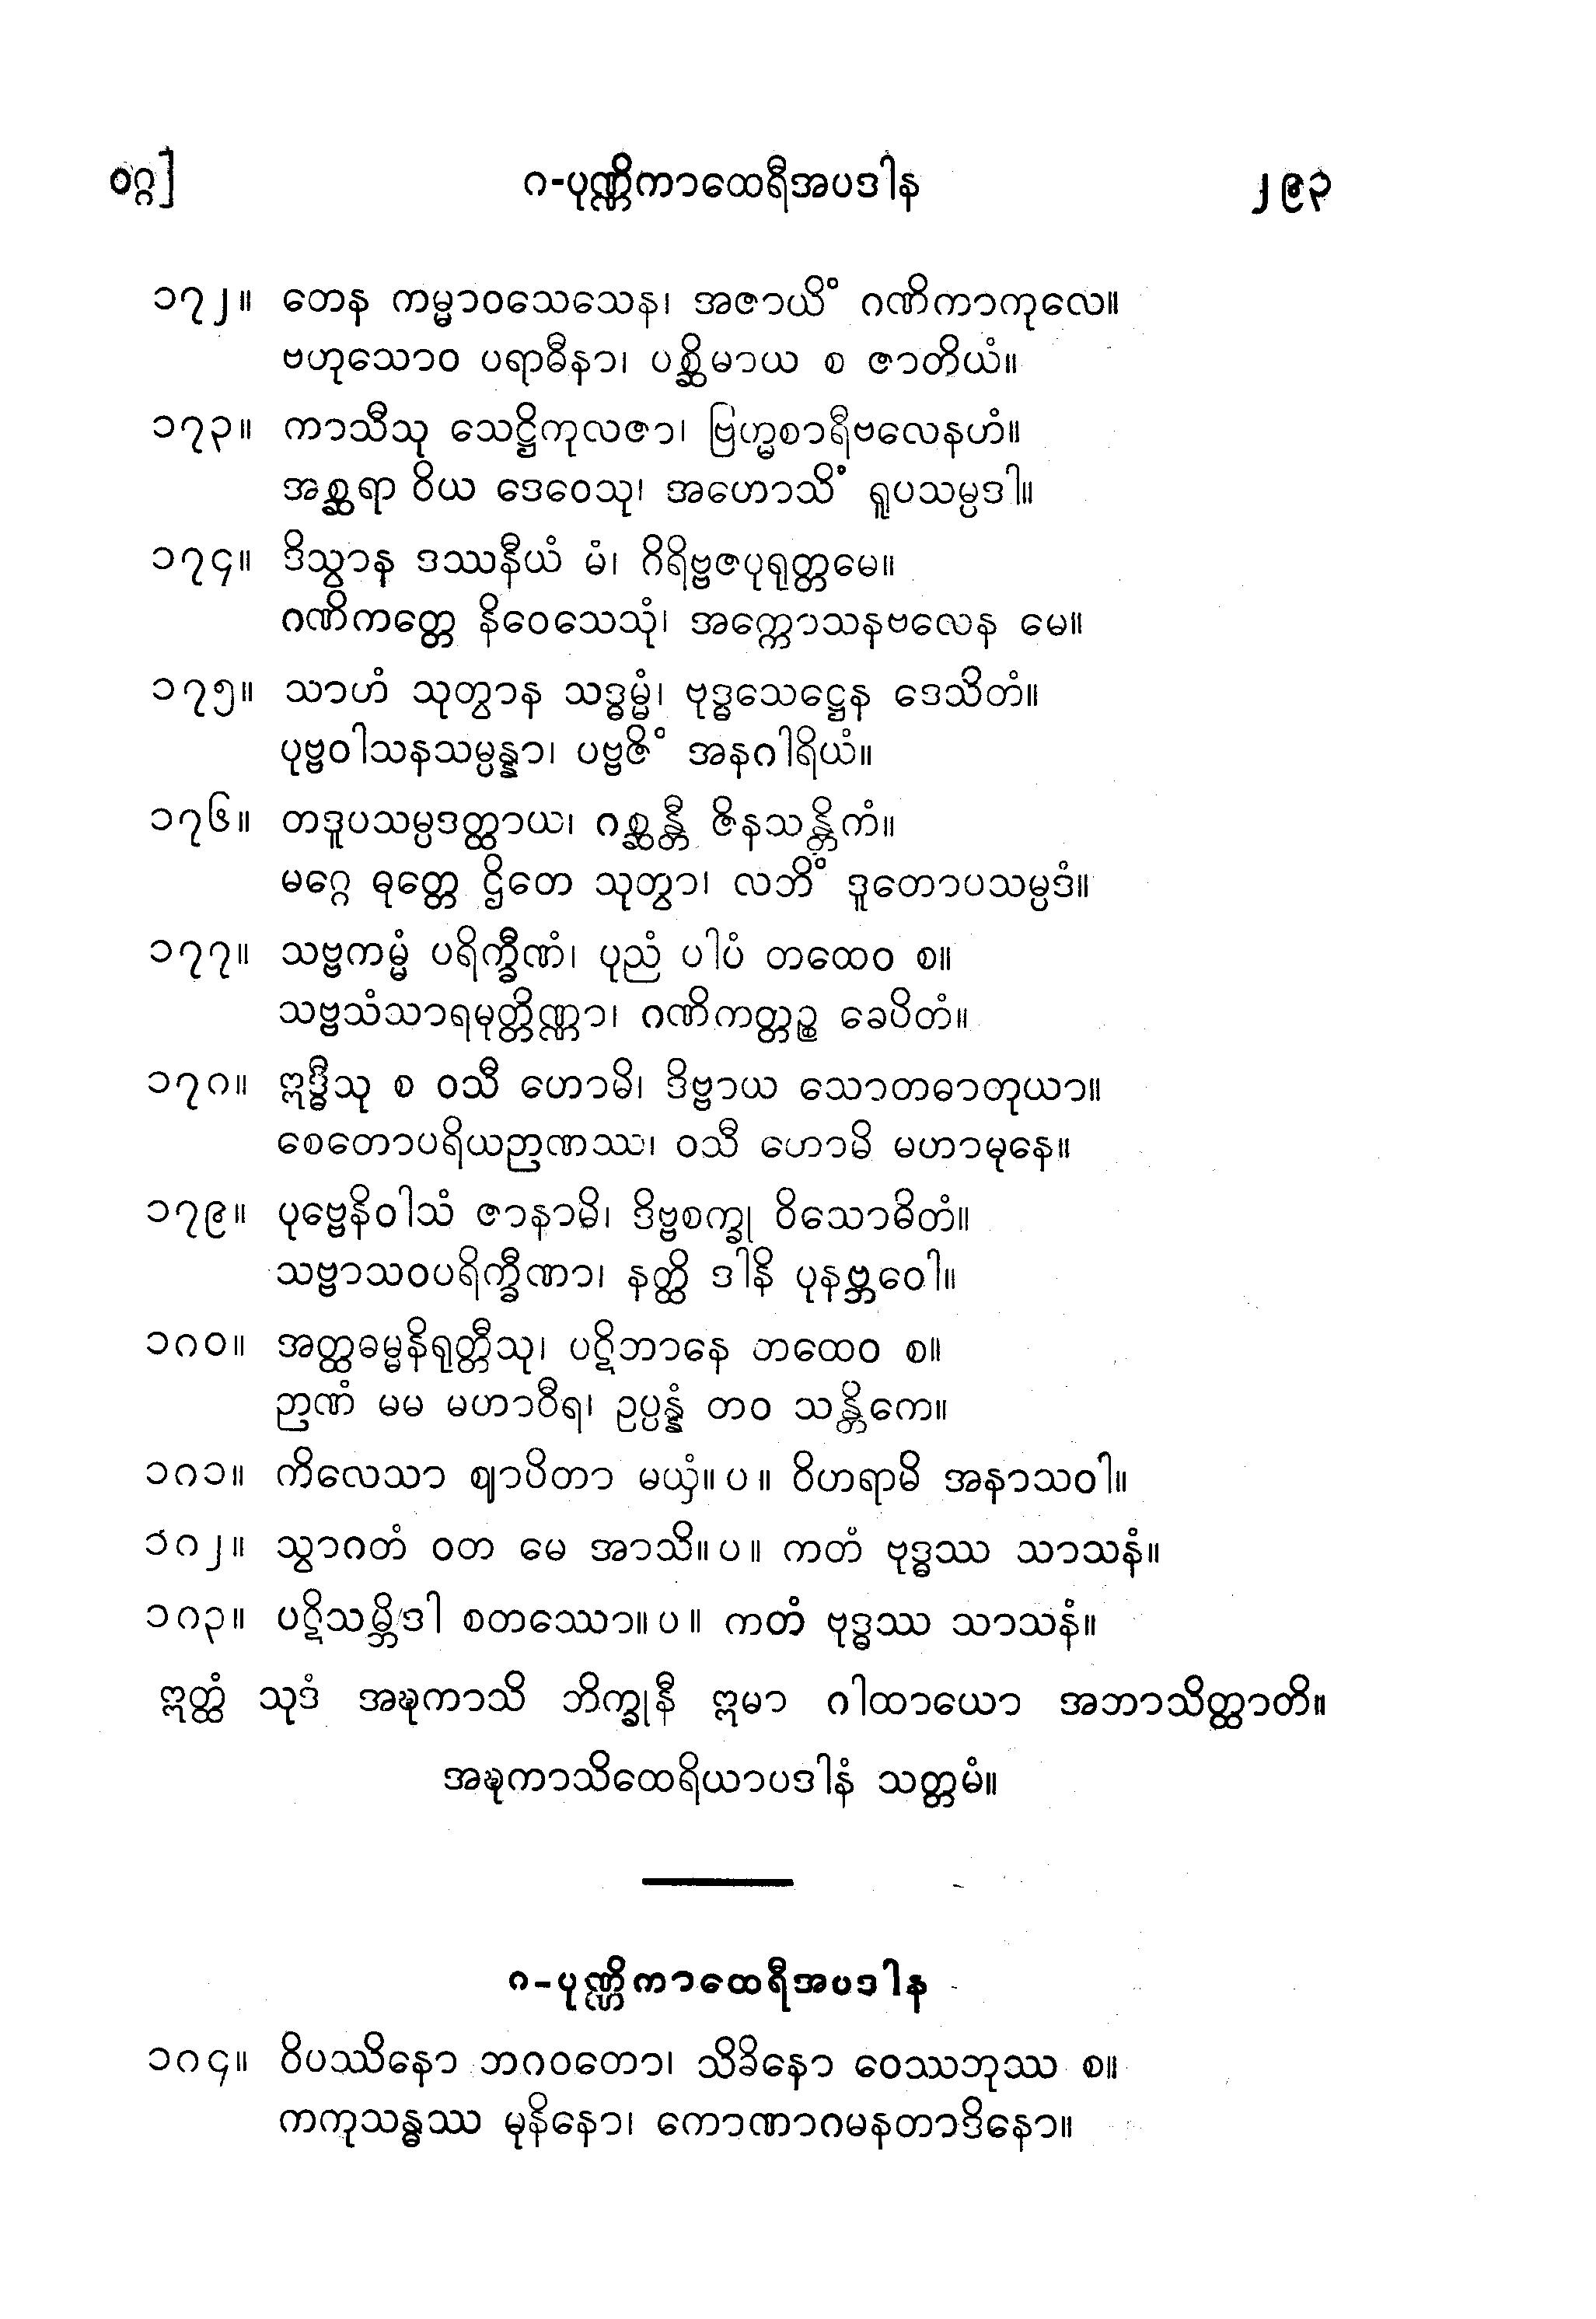 ဝဂ္ဂ] ဂ-ပုဏ္ဏိကာထေရီအပဒါန ၂၉၃
၁၇၂။ တေန ကမ္မာဝသေသေန၊ အဇာယိံ ဂဏိကာကုလေ။
ဗဟုသောဝ ပရာဓီနာ၊ ပစ္ဆိမာယ စ ဇာတိယံ။
၁၇၃။ ကာသီသု သေဋ္ဌိကုလဇာ၊ ဗြဟ္မစာရီဗလေနဟံ။
အစ္ဆရာ ဝိယ ဒေဝေသု၊ အဟောသိံ ရူပသမ္ပဒါ။
၁၇၄။ ဒိသွာန ဒဿနီယံ မံ၊ ဂိရိဗ္ဗဇပုရုတ္တမေ။
ဂဏိကတ္တေ နိဝေသေသုံ၊ အက္ကောသနဗလေန မေ။
၁၇၅။ သာဟံ သုတွာန သဒ္ဓမ္မံ၊ ဗုဒ္ဓသေဋ္ဌေန ဒေသိတံ။
ပုဗ္ဗဝါသနသမ္ပန္နာ၊ ပဗ္ဗဇိံ အနဂါရိယံ။
၁၇၆။ တဒူပသမ္ပဒတ္ထာယ၊ ဂစ္ဆန္တီ ဇိနသန္တိကံ။
မဂ္ဂေ ဓုတ္တေ ဌိတေ သုတွာ၊ လဘိံ ဒူတောပသမ္ပဒံ။
၁၇၇။ သဗ္ဗကမ္မံ ပရိက္ခီဏံ၊ ပုညံ ပါပံ တထေဝ စ။
သဗ္ဗသံသာရမုတ္တိဏ္ဏာ၊ ဂဏိကတ္တဉ္စ ခေပိတံ။
၁၇၈။ ဣဒ္ဓီသု စ ဝသီ ဟောမိ၊ ဒိဗ္ဗာယ သောတဓာတုယာ။
စေတောပရိယဉာဏဿ၊ ဝသီ ဟောမိ မဟာမုနေ။
၁၇၉။ ပုဗ္ဗေနိဝါသံ ဇာနာမိ၊ ဒိဗ္ဗစက္ခု ဝိသောဓိတံ။
သဗ္ဗာသဝပရိက္ခီဏာ၊ နတ္ထိ ဒါနိ ပုနဗ္ဘဝေါ။
၁၈၀။ အတ္ထဓမ္မနိရုတ္တီသု၊ ပဋိဘာနေ တထေဝ စ။
ဉာဏံ မမ မဟာဝီရ၊ ဥပ္ပန္နံ တဝ သန္တိကေ။
၁၈၁။ ကိလေသာ ဈာပိတာ မယှံ။ ပ ။ ဝိဟရာမိ အနာသဝါ။
၁၈၂။ သွာဂတံ ဝတ မေ အာသိ။ ပ ။ ကတံ ဗုဒ္ဓဿ သာသနံ။
၁၈၃။ ပဋိသမ္ဘိဒါ စတဿော။ ပ ။ ကတံ ဗုဒ္ဓဿ သာသနံ။
ဣတ္ထံ သုဒံ အဍ္ဎကာသိ ဘိက္ခုနီ ဣမာ ဂါထာယော အဘာသိတ္ထာတိ။
အဍ္ဎကာသိထေရိယာပဒါနံ သတ္တမံ။
၈-ပုဏ္ဏိကာထေရီအပဒါန
၁၈၄။ ဝိပဿိနော ဘဂဝတော၊ သိခိနော ဝေဿဘုဿ စ။
ကကုသန္ဓဿ မုနိနော၊ ကောဏာဂမနတာဒိနော။